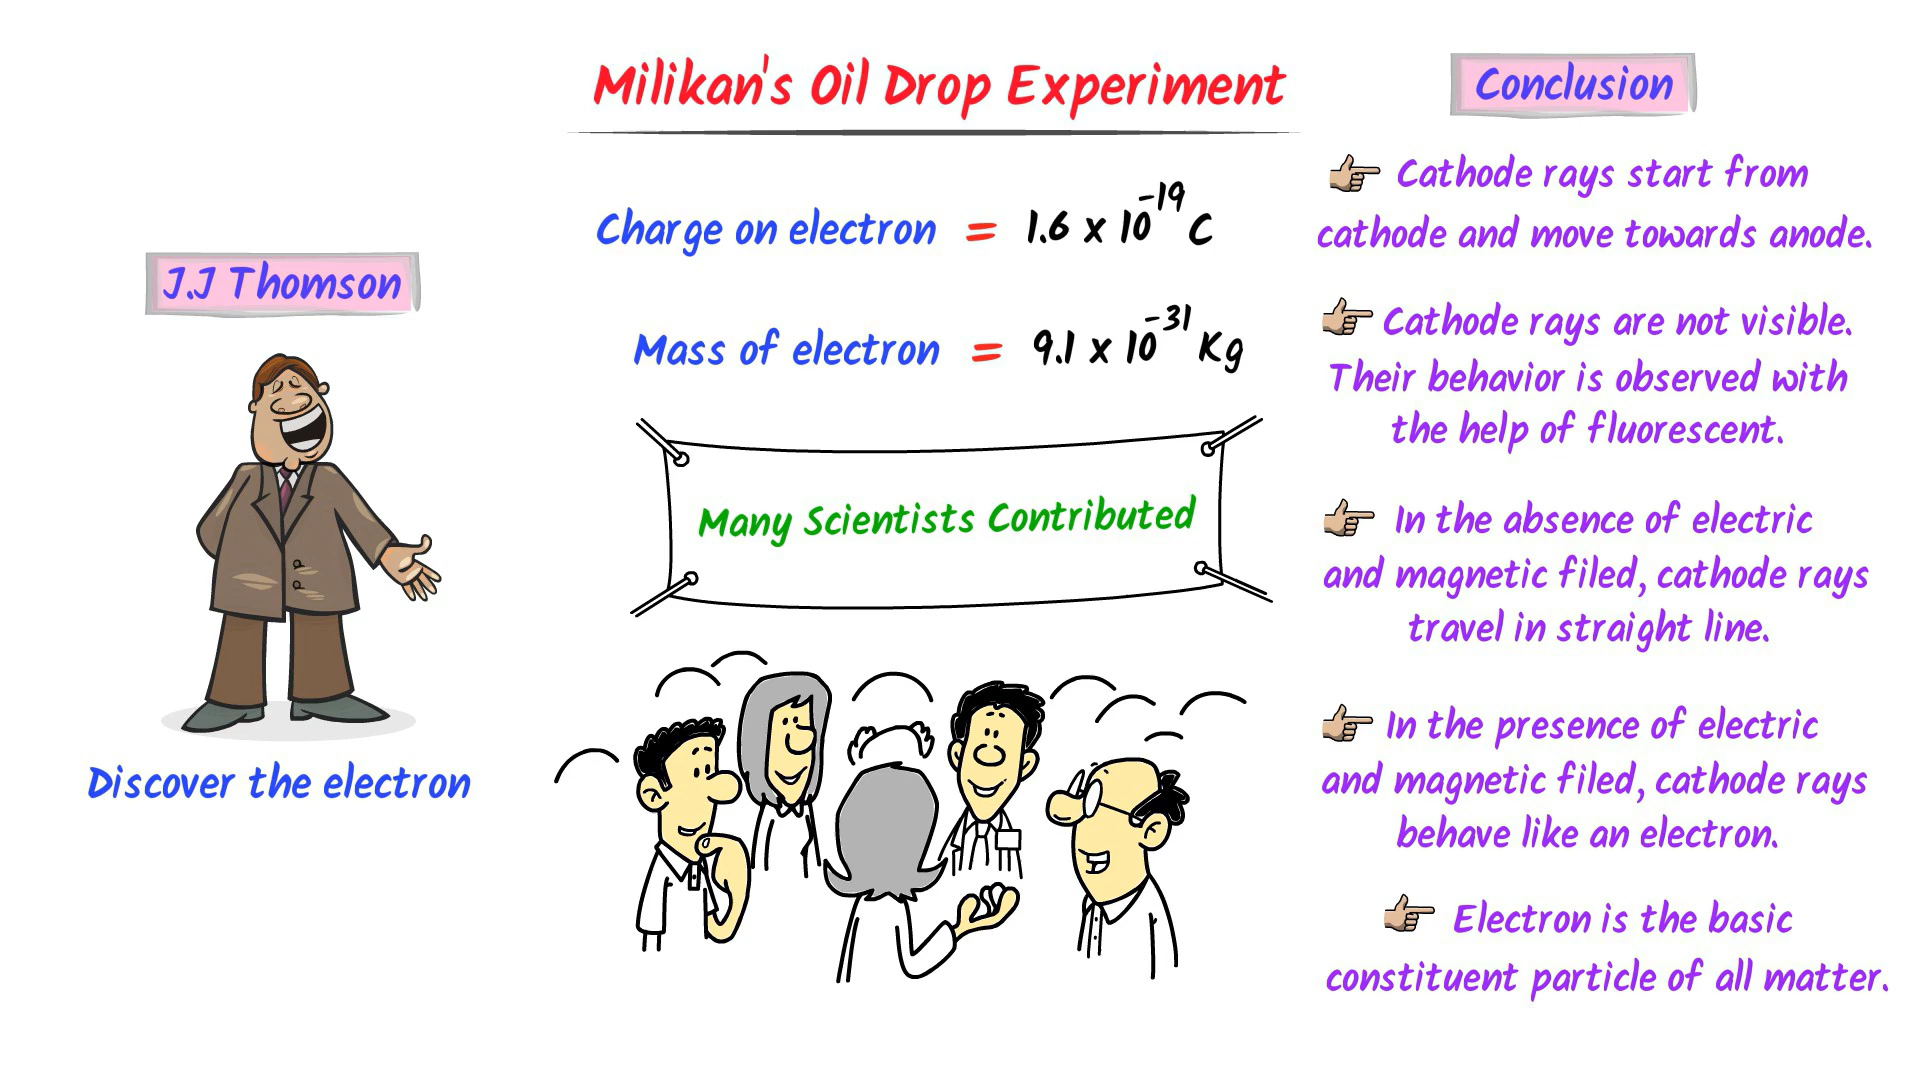 J.J Thomson
Discover the electron
Milikan's Oil Drop Experiment
Charge on electron = 1.6 x 10⁻¹⁹ C
Mass of electron = 9.1 x 10⁻³¹ Kg
Many Scientists Contributed
Conclusion
Cathode rays start from
cathode and move towards anode.
Cathode rays are not visible.
Their behavior is observed with
the help of fluorescent.
In the absence of electric
and magnetic filed, cathode rays
travel in straight line.
In the presence of electric
and magnetic filed, cathode rays
behave like an electron.
Electron is the basic
constituent particle of all matter.